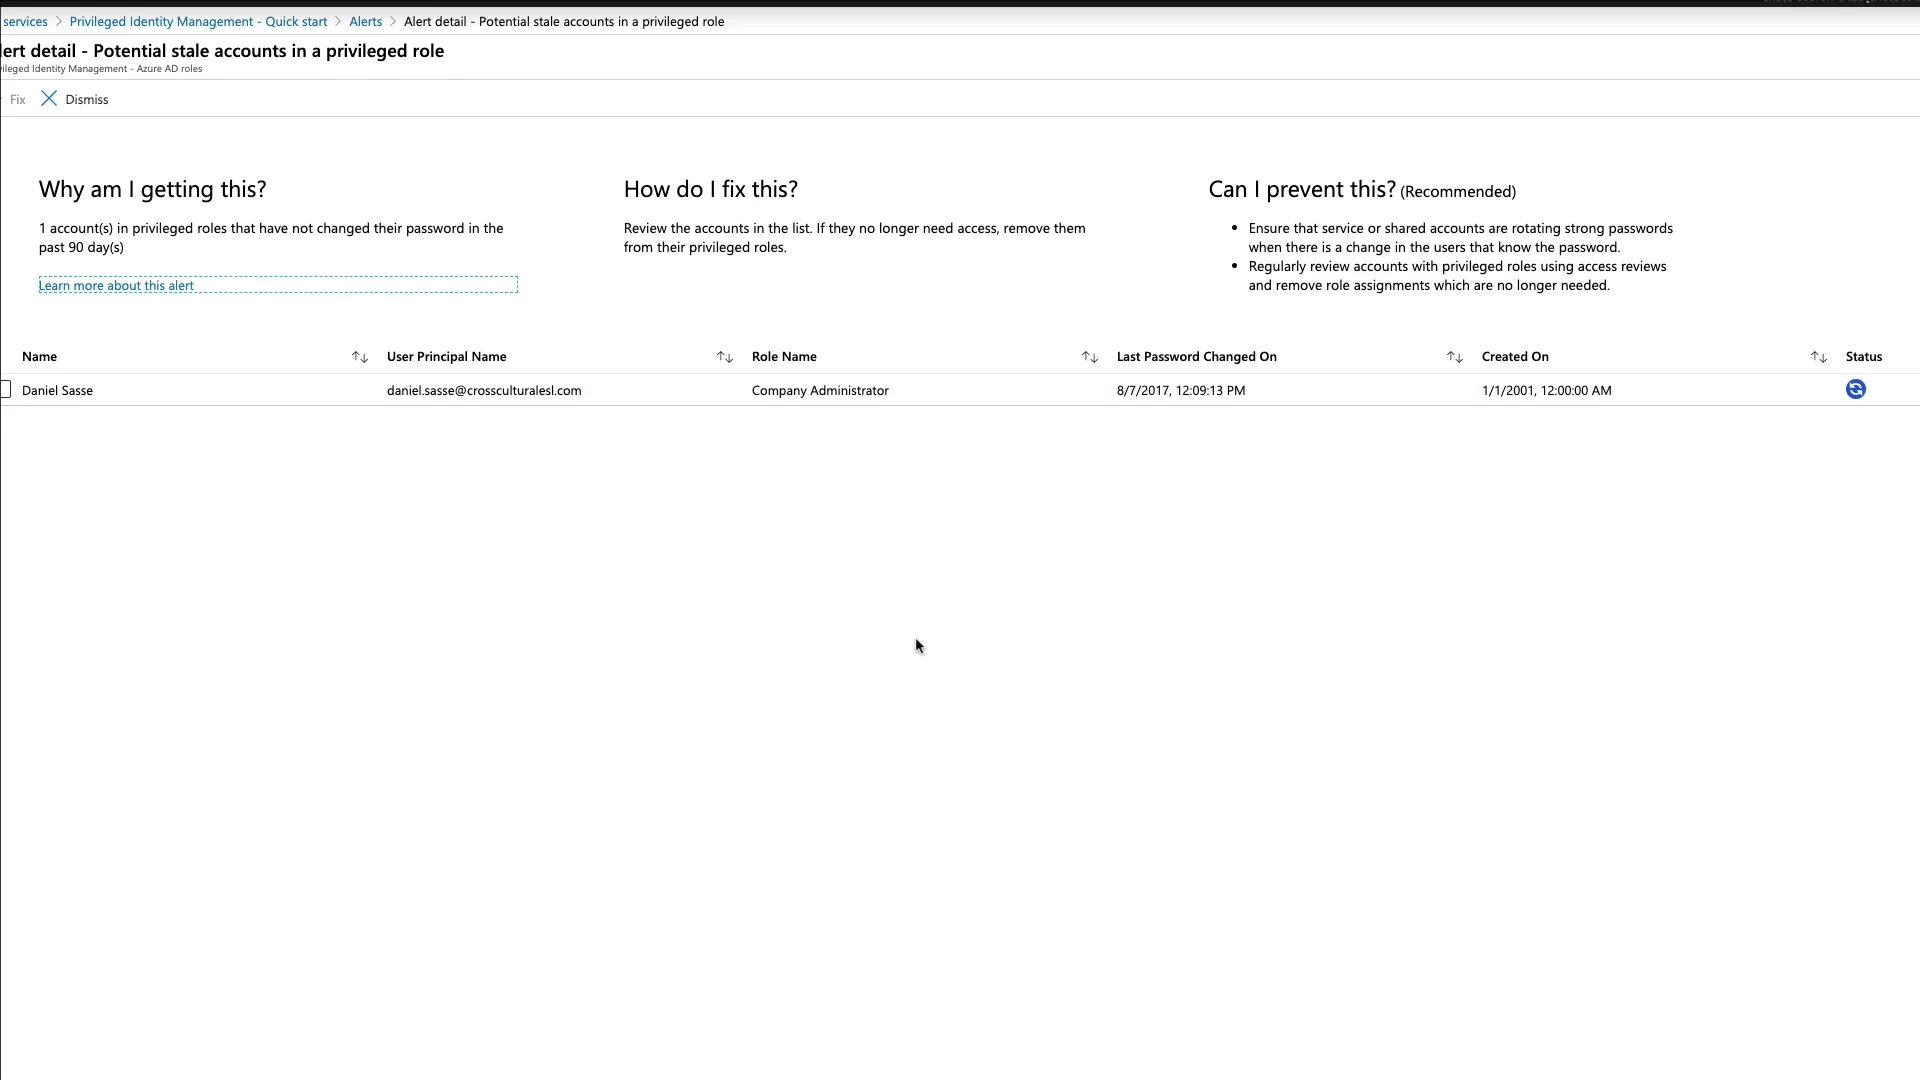 services > Privileged Identity Management - Quick start > Alerts > Alert detail - Potential stale accounts in a privileged role
lert detail - Potential stale accounts in a privileged role
ileged Identity Management - Azure AD roles
Fix Dismiss
Why am I getting this?
1 account(s) in privileged roles that have not changed their password in the
past 90 day(s)
Learn more about this alert
How do I fix this?
Review the accounts in the list. If they no longer need access, remove them
from their privileged roles.
Can I prevent this? (Recommended)
• Ensure that service or shared accounts are rotating strong passwords
when there is a change in the users that know the password.
• Regularly review accounts with privileged roles using access reviews
and remove role assignments which are no longer needed.
Name User Principal Name Role Name Last Password Changed On Created On Status
Daniel Sasse daniel.sasse@crossculturalesl.com Company Administrator 8/7/2017, 12:09:13 PM 1/1/2001, 12:00:00 AM